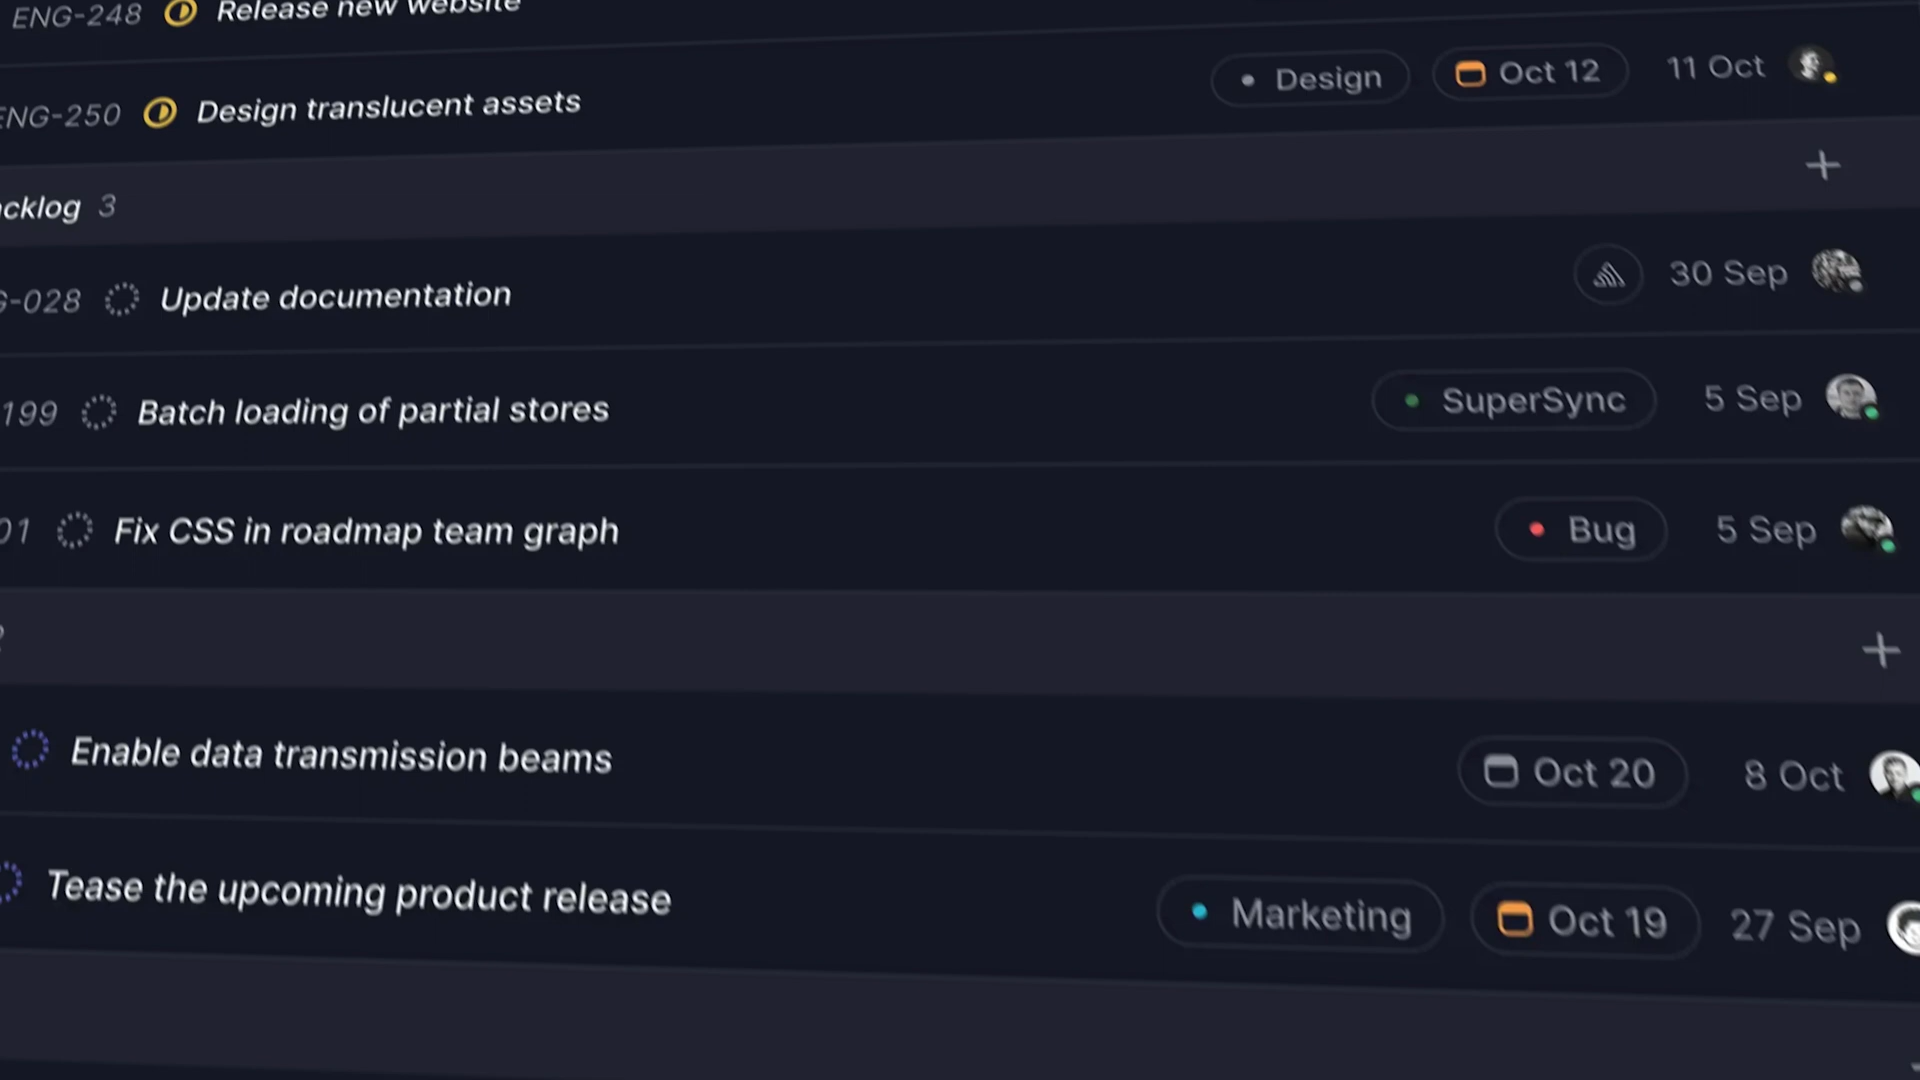 ENG-248 Release new website
ENG-250 Design translucent assets Design Oct 12 11 Oct
acklog 3
G-028 Update documentation 30 Sep
199 Batch loading of partial stores SuperSync 5 Sep
01 Fix CSS in roadmap team graph Bug 5 Sep
Enable data transmission beams Oct 20 8 Oct
Tease the upcoming product release Marketing Oct 19 27 Sep